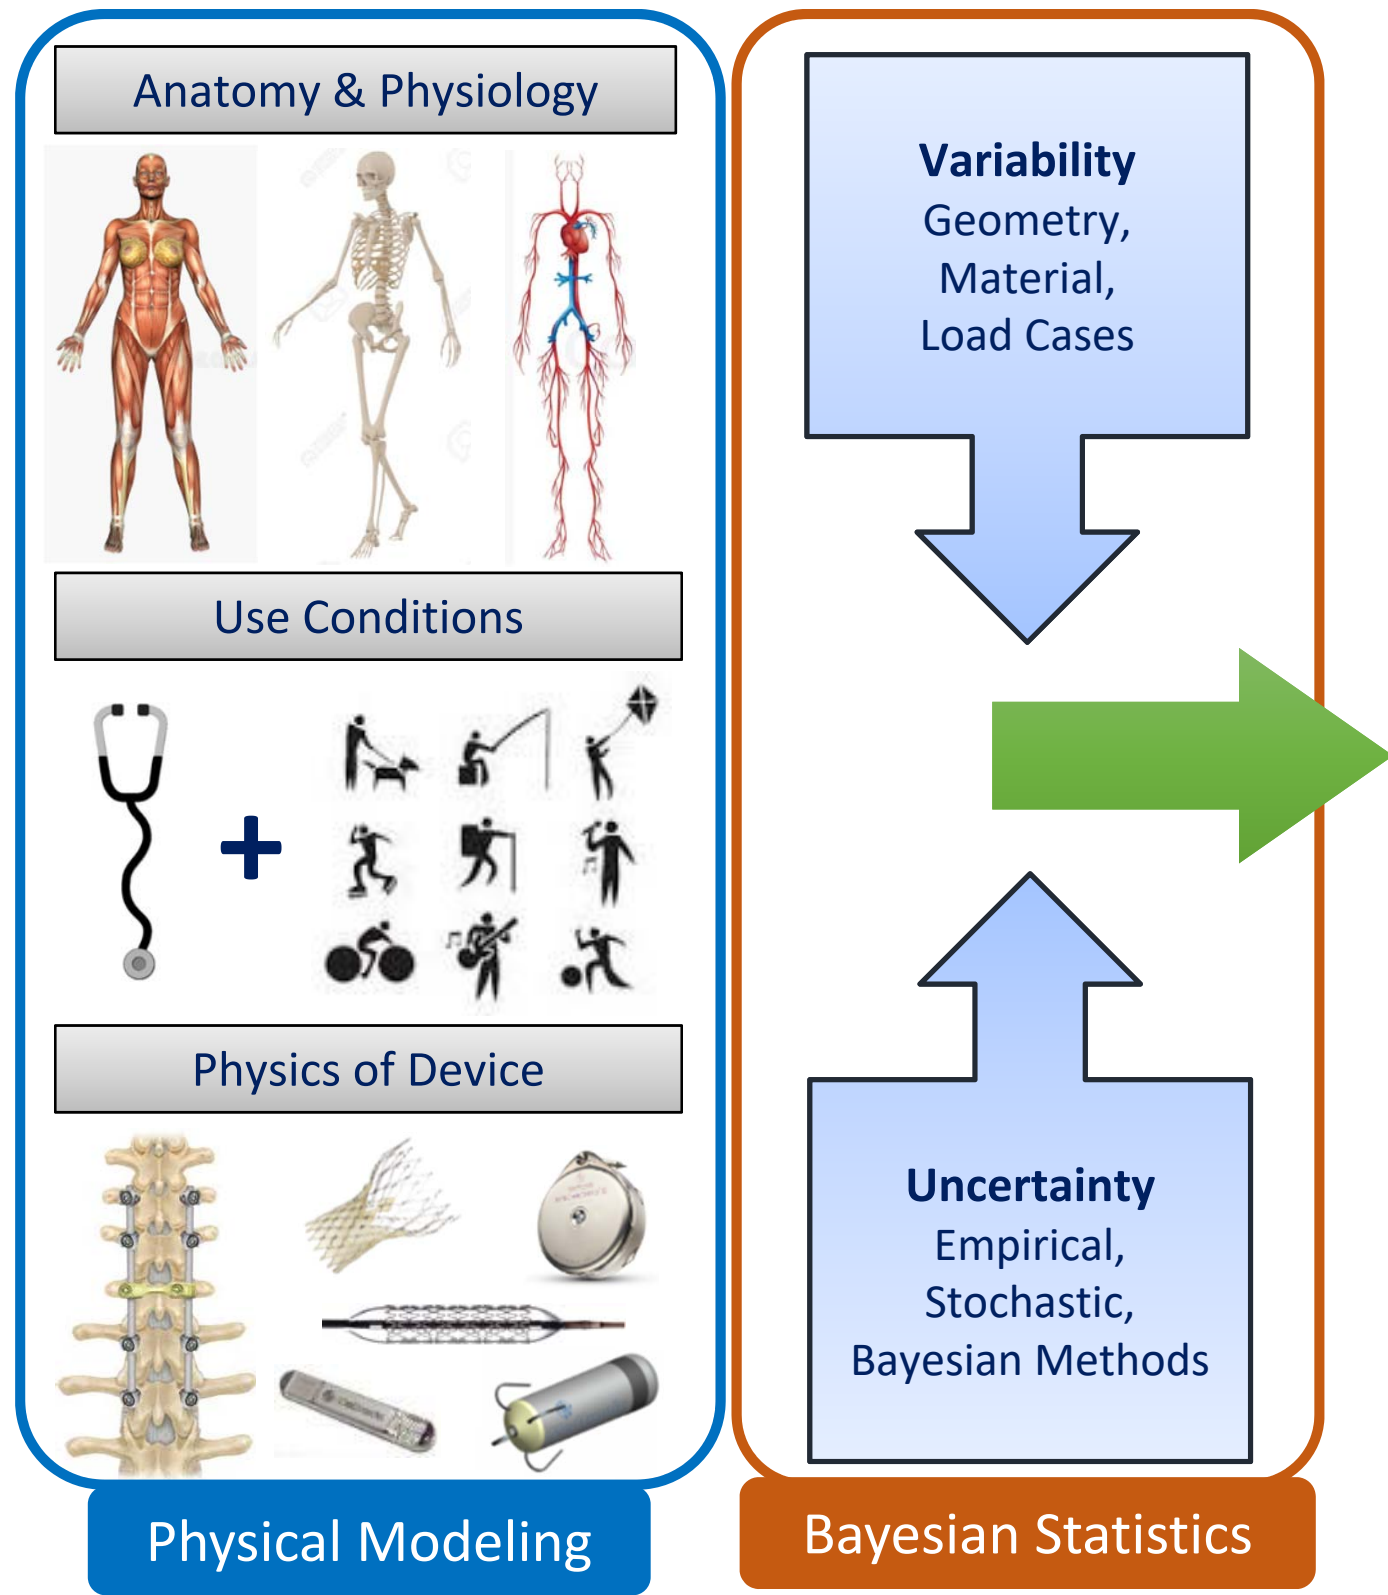 Anatomy & Physiology
Use Conditions
Physics of Device
Physical Modeling
Variability
Geometry,
Material,
Load Cases
Uncertainty
Empirical,
Stochastic,
Bayesian Methods
Bayesian Statistics